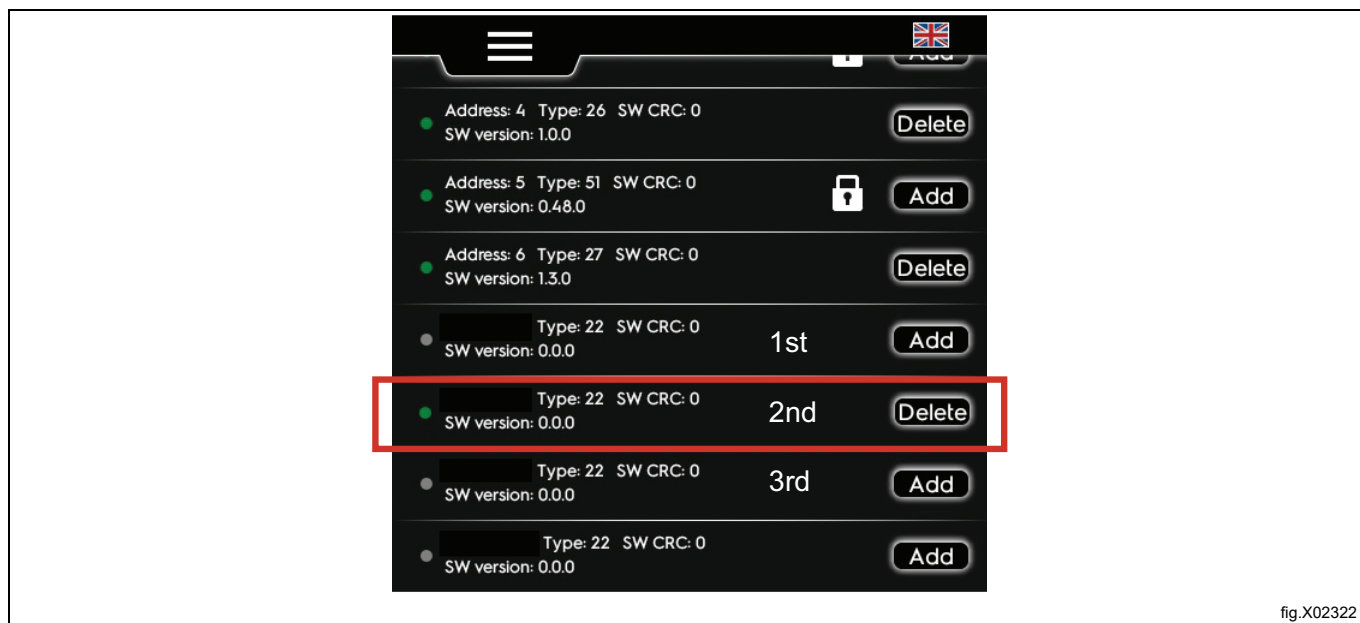 Add
Address: 4 Type: 26 SW CRC: 0
SW version: 1.0.0
Delete
Address: 5 Type: 51 SW CRC: 0
SW version: 0.48.0
Add
Address: 6 Type: 27 SW CRC: 0
SW version: 1.3.0
Delete
Type: 22 SW CRC: 0
SW version: 0.0.0
1st
Add
Type: 22 SW CRC: 0
SW version: 0.0.0
2nd
Delete
Type: 22 SW CRC: 0
SW version: 0.0.0
3rd
Add
Type: 22 SW CRC: 0
SW version: 0.0.0
Add
fig.X02322